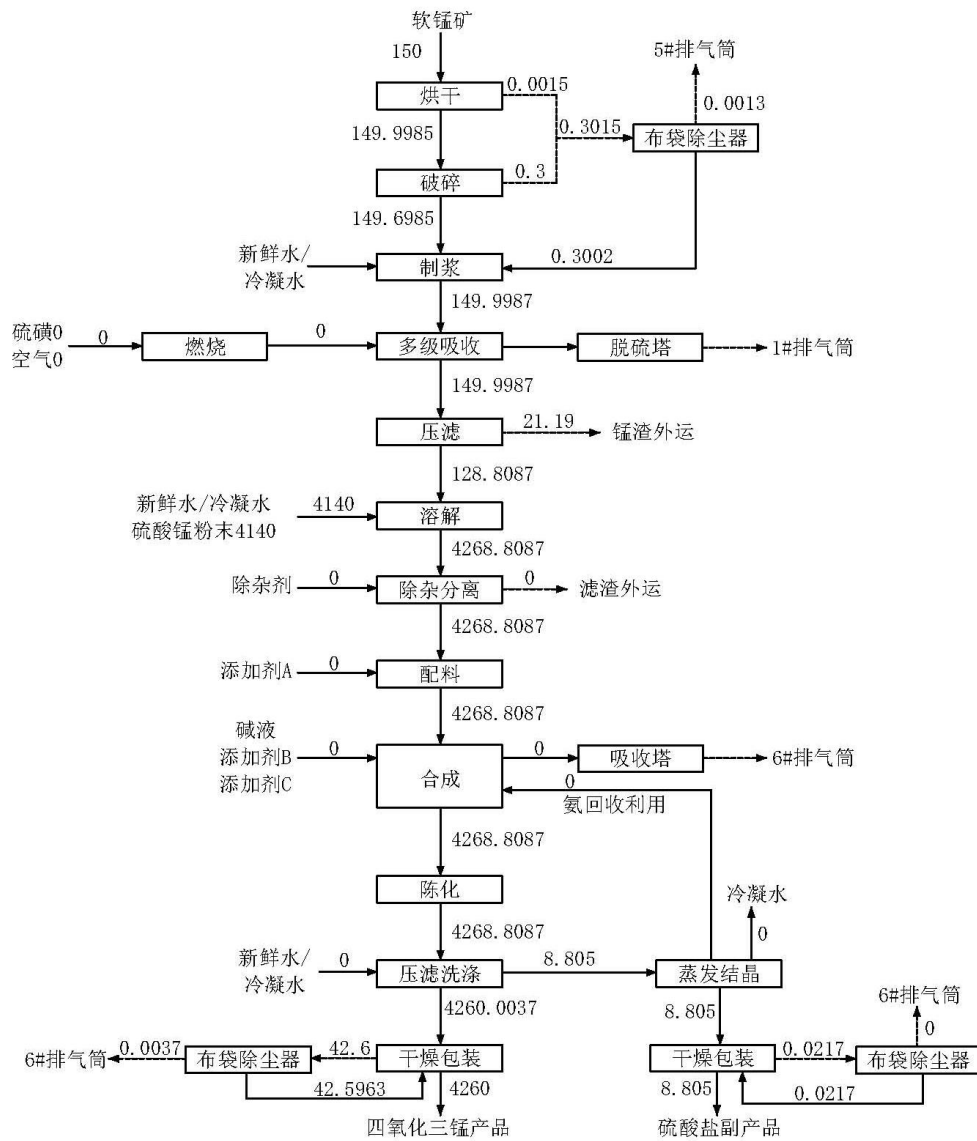 软锰矿
150
5#排气筒
0.0015
0.0013
烘干
0.3015
布袋除尘器
149.9985
0.3
破碎
149.6985
新鲜水/
冷凝水
0.3002
制浆
149.9987
硫磺0
空气0
0
燃烧
0
多级吸收
脱硫塔
1#排气筒
149.9987
压滤
21.19
锰渣外运
128.8087
新鲜水/冷凝水
硫酸锰粉末4140
4140
溶解
4268.8087
除杂剂
0
除杂分离
0
滤渣外运
4268.8087
添加剂A
0
配料
4268.8087
碱液
添加剂B
添加剂C
0
合成
0
吸收塔
6#排气筒
0
氨回收利用
4268.8087
陈化
冷凝水
0
4268.8087
新鲜水/
冷凝水
0
压滤洗涤
8.805
蒸发结晶
4260.0037
8.805
6#排气筒
0
6#排气筒
0.0037
布袋除尘器
42.6
干燥包装
干燥包装
0.0217
布袋除尘器
42.5963
4260
8.805
0.0217
四氧化三锰产品
硫酸盐副产品